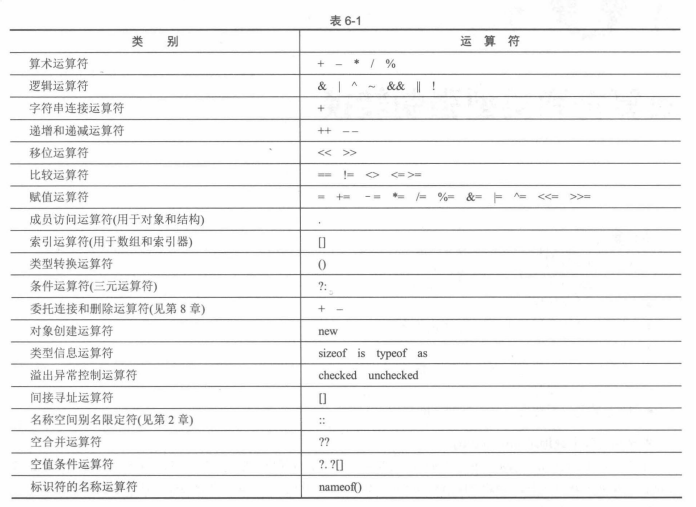 表 6-1
类 别 运 算 符
算术运算符 + – * / %
逻辑运算符 & | ^ ~ && || !
字符串连接运算符 +
递增和递减运算符 ++ ––
移位运算符 << >>
比较运算符 == != <> <= >=
赋值运算符 = += -= *= /= %= &= |= ^= <<= >>=
成员访问运算符(用于对象和结构) .
索引运算符(用于数组和索引器) []
类型转换运算符 ()
条件运算符(三元运算符) ?:
委托连接和删除运算符(见第 8 章) + –
对象创建运算符 new
类型信息运算符 sizeof is typeof as
溢出异常控制运算符 checked unchecked
间接寻址运算符 []
名称空间别名限定符(见第 2 章) ::
空合并运算符 ??
空值条件运算符 ?. ?[]
标识符的名称运算符 nameof()